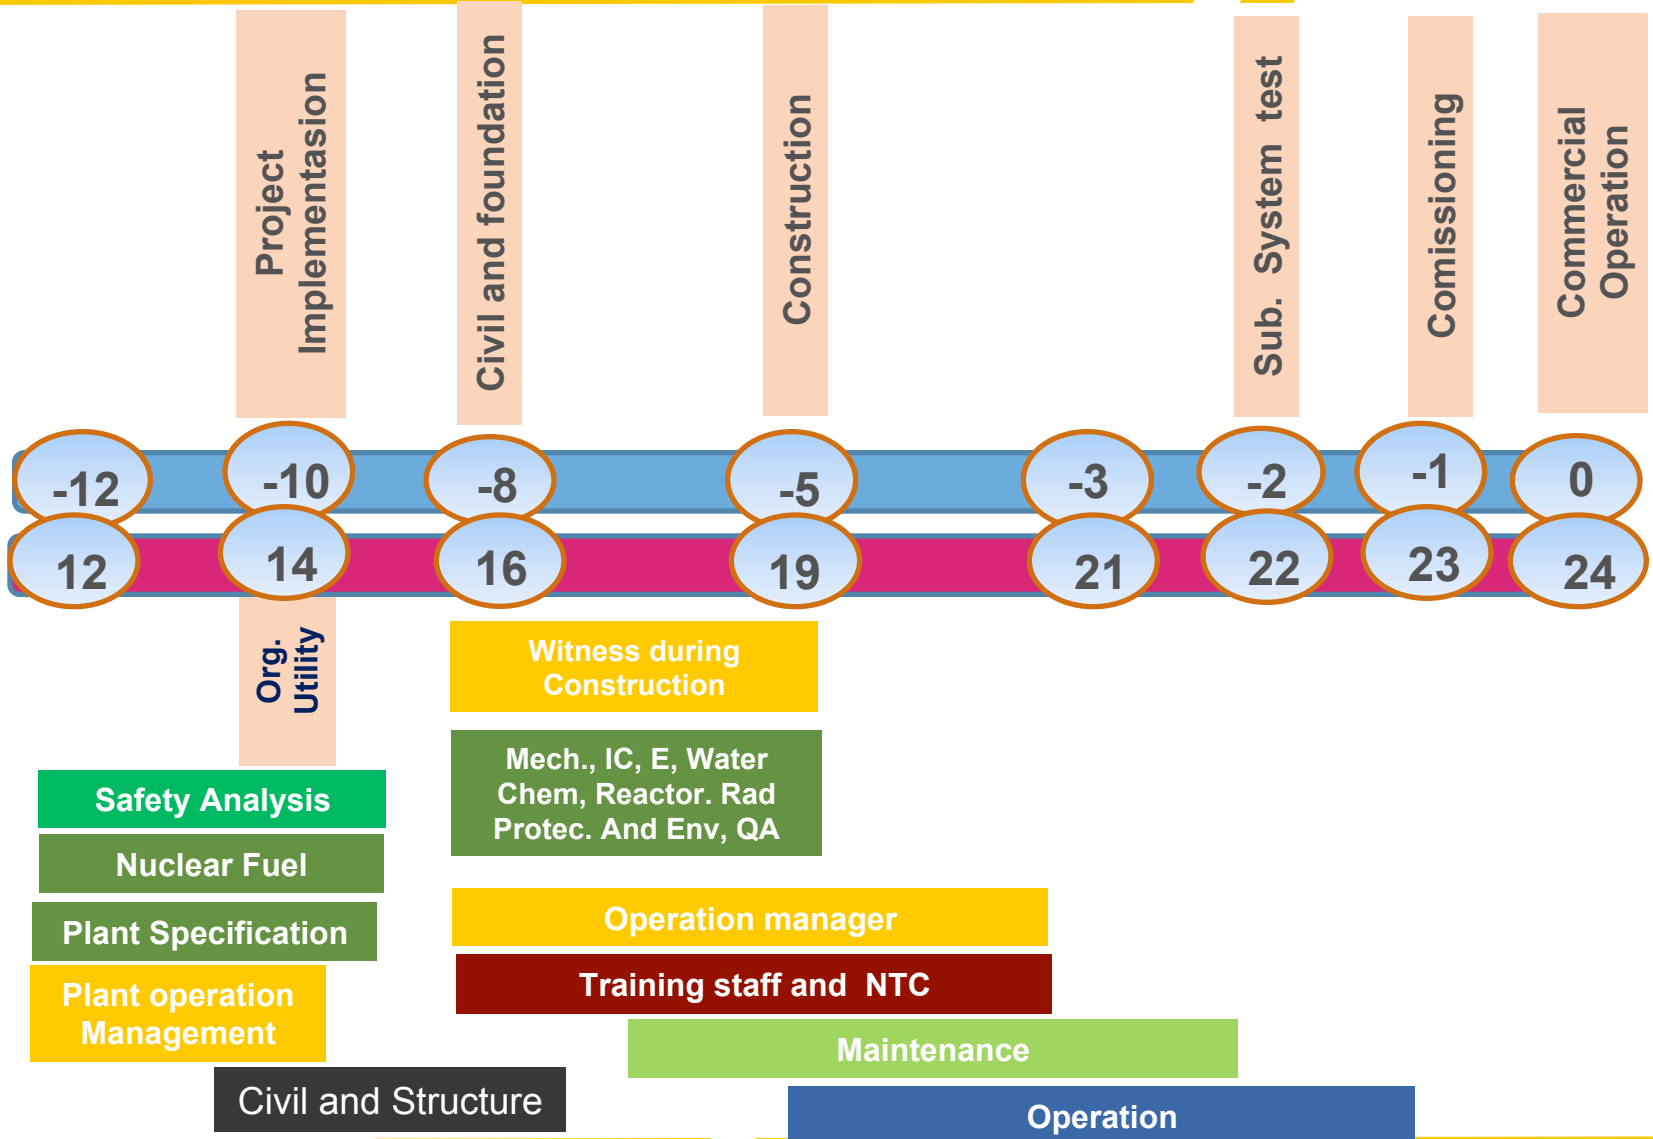 Project
Implementasion
Civil and foundation
Construction
Sub. System test
Comissioning
Commercial
Operation
-12
-10
-8
-5
-3
-2
-1
0
12
14
16
19
21
22
23
24
Org.
Utility
Witness during
Construction
Mech., IC, E, Water
Chem, Reactor. Rad
Protec. And Env, QA
Safety Analysis
Nuclear Fuel
Plant Specification
Plant operation
Management
Civil and Structure
Operation manager
Training staff and NTC
Maintenance
Operation